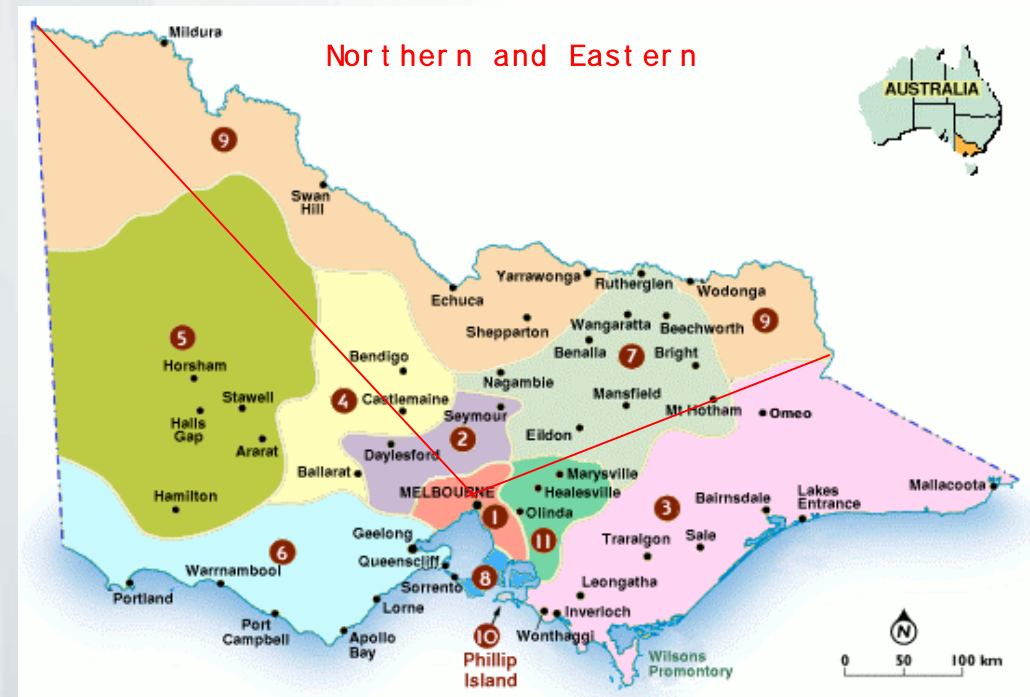 Mildura
Northern and Eastern
AUSTRALIA
9
Swan
Hill
Yarrawonga
Rutherglen
Wodonga
Echuca
Shepparton
Wangaratta
Beechworth
9
5
Horsham
Bendigo
Benalla
7
Bright
Nagambie
Stawell
4
Castlemaine
Mansfield
Halls
Gap
Seymour
Mt Hotham
Omeo
2
Eildon
Ararat
Daylesford
Ballarat
Marysville
MELBOURNE
Healesville
Mallacoota
Hamilton
Bairnsdale
Lakes
Entrance
1
Olinda
3
Geelong
11
Traralgon
Sale
6
Queenscliff
Warrnambool
8
Sorrento
Leongatha
Portland
Lorne
Inverloch
Port
Campbell
Apollo
Bay
10
Wonthaggi
Phillip
Island
Wilsons
Promontory
N
0 50 100 km